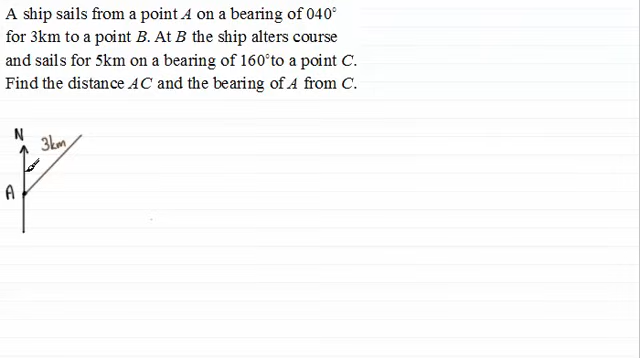 A ship sails from a point A on a bearing of 040°
for 3km to a point B. At B the ship alters course
and sails for 5km on a bearing of 160°to a point C.
Find the distance AC and the bearing of A from C.
N
3km
A